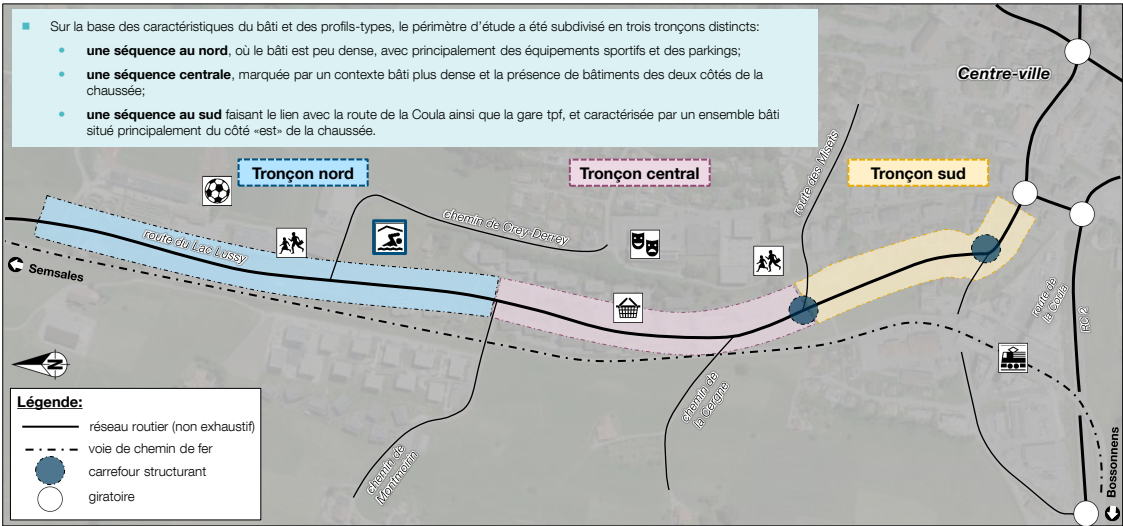 Sur la base des caractéristiques du bâti et des profils-types, le périmètre d'étude a été subdivisé en trois tronçons distincts:
une séquence au nord, où le bâti est peu dense, avec principalement des équipements sportifs et des parkings;
une séquence centrale, marquée par un contexte bâti plus dense et la présence de bâtiments des deux côtés de la
chaussée;
une séquence au sud faisant le lien avec la route de la Coula ainsi que la gare tpf, et caractérisée par un ensemble bâti
situé principalement du côté «est» de la chaussée.
Centre-ville
Tronçon nord
Tronçon central
Tronçon sud
route des Misets
chemin de Crey-Derrey
route du Lac Lussy
Semsales
route de
la Coula
RC 2
N
chemin de
la Cergne
chemin de
Montmoirin
Bossonnens
Légende:
réseau routier (non exhaustif)
voie de chemin de fer
carrefour structurant
giratoire